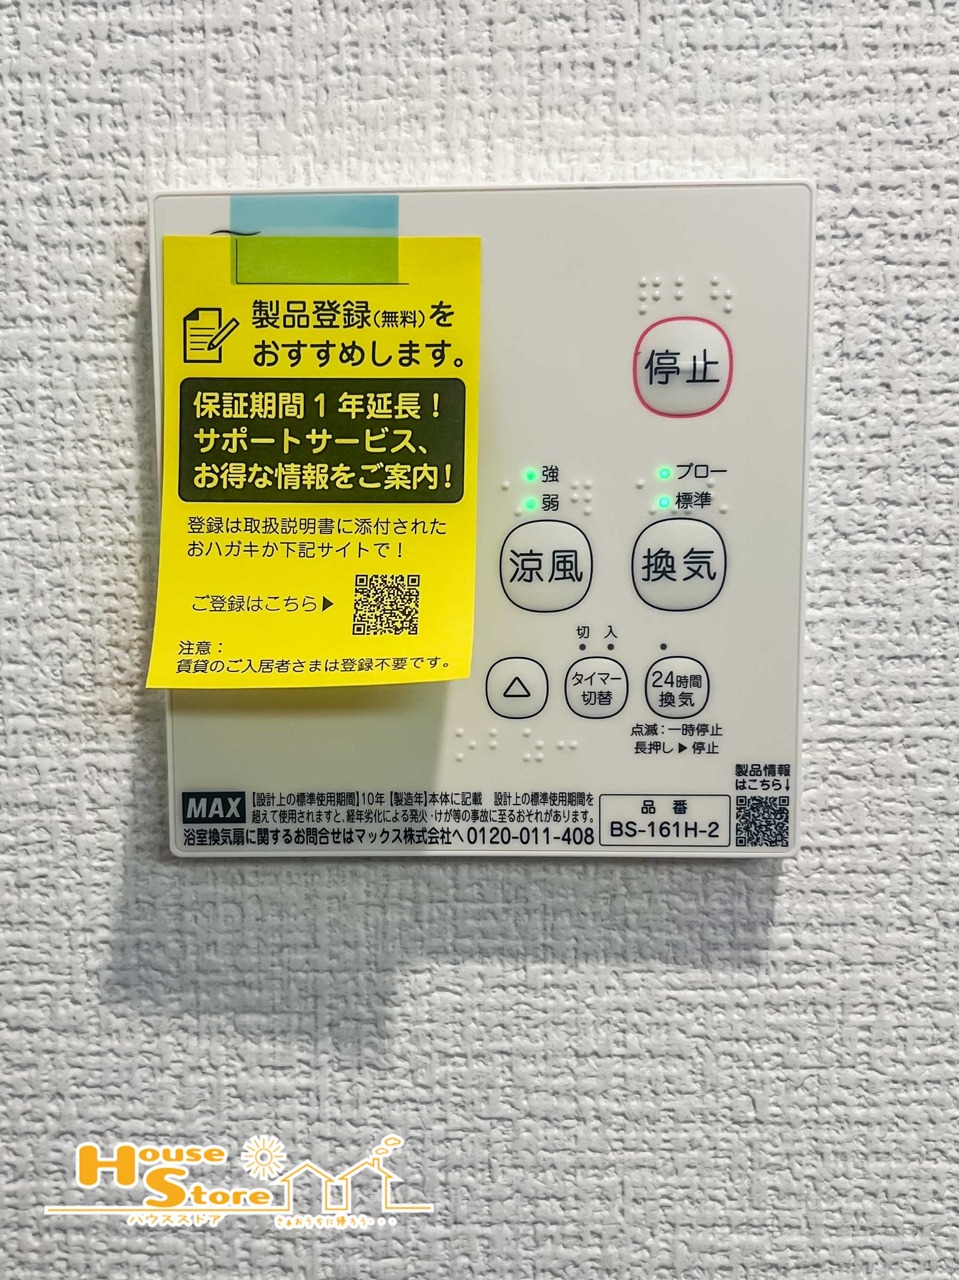 製品登録(無料)を
おすすめします。
保証期間1年延長!
サポートサービス、
お得な情報をご案内!
登録は取扱説明書に添付された
おハガキか下記サイトで!
ご登録はこちら▶
注意:
賃貸のご入居者さまは登録不要です。
停止
強
弱
ブロー
標準
涼風
換気
切 入
△
タイマー
切替
24時間
換気
点滅:一時停止
長押し▶停止
製品情報
はこちら↓
MAX
【設計上の標準使用期間】10年【製造年】本体に記載 設計上の標準使用期間を
超えて使用されますと、経年劣化による発火・けが等の事故に至るおそれがあります。
浴室換気扇に関するお問合せはマックス株式会社へ 0120-011-408
品番
BS-161H-2
House
Store
ハウスストア
さぁおうちに帰ろう・・・